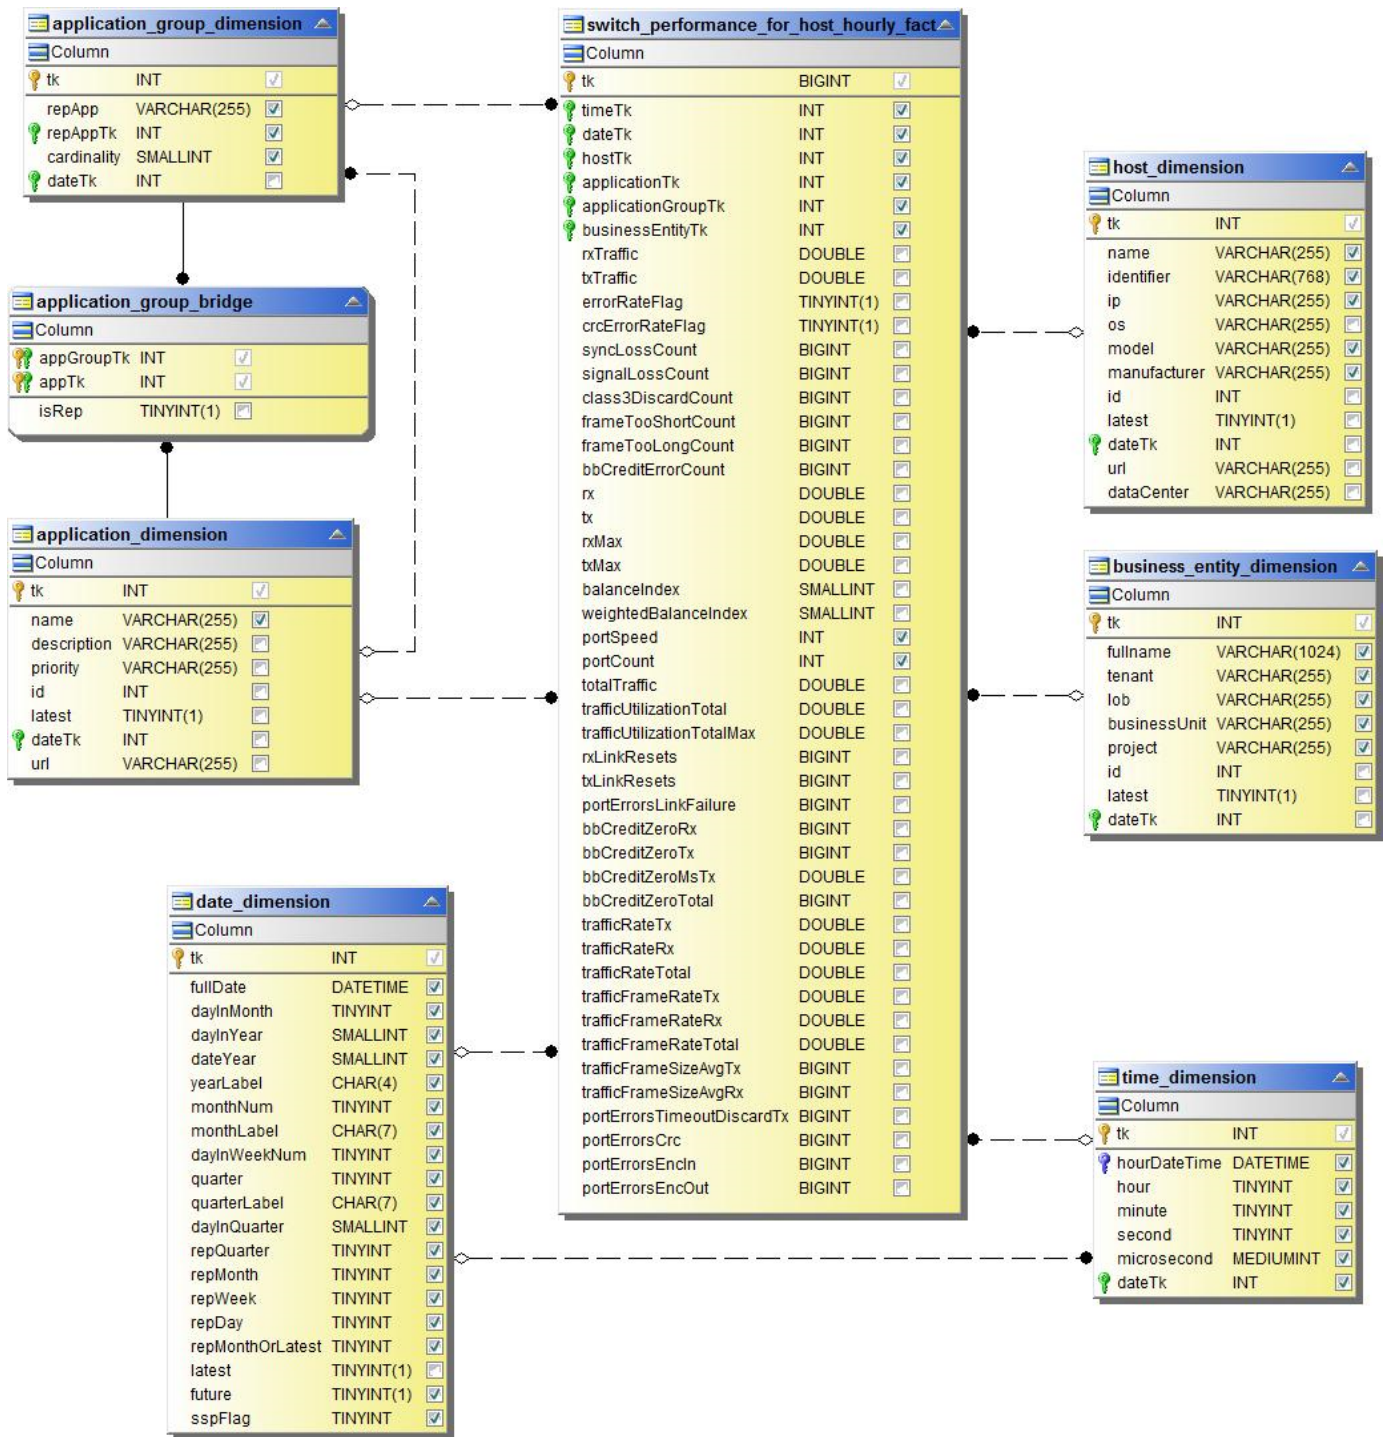 application_group_dimension
Column
tk INT
repApp VARCHAR(255)
repAppTk INT
cardinality SMALLINT
dateTk INT
application_group_bridge
Column
appGroupTk INT
appTk INT
isRep TINYINT(1)
application_dimension
Column
tk INT
name VARCHAR(255)
description VARCHAR(255)
priority VARCHAR(255)
id INT
latest TINYINT(1)
dateTk INT
url VARCHAR(255)
date_dimension
Column
tk INT
fullDate DATETIME
dayInMonth TINYINT
dayInYear SMALLINT
dateYear SMALLINT
yearLabel CHAR(4)
monthNum TINYINT
monthLabel CHAR(7)
dayInWeekNum TINYINT
quarter TINYINT
quarterLabel CHAR(7)
dayInQuarter SMALLINT
repQuarter TINYINT
repMonth TINYINT
repWeek TINYINT
repDay TINYINT
repMonthOrLatest TINYINT
latest TINYINT(1)
future TINYINT(1)
sspFlag TINYINT
switch_performance_for_host_hourly_fact
Column
tk BIGINT
timeTk INT
dateTk INT
hostTk INT
applicationTk INT
applicationGroupTk INT
businessEntityTk INT
rxTraffic DOUBLE
txTraffic DOUBLE
errorRateFlag TINYINT(1)
crcErrorRateFlag TINYINT(1)
syncLossCount BIGINT
signalLossCount BIGINT
class3DiscardCount BIGINT
frameTooShortCount BIGINT
frameTooLongCount BIGINT
bbCreditErrorCount BIGINT
rx DOUBLE
tx DOUBLE
rxMax DOUBLE
txMax DOUBLE
balanceIndex SMALLINT
weightedBalanceIndex SMALLINT
portSpeed INT
portCount INT
totalTraffic DOUBLE
trafficUtilizationTotal DOUBLE
trafficUtilizationTotalMax DOUBLE
rxLinkResets BIGINT
txLinkResets BIGINT
portErrorsLinkFailure BIGINT
bbCreditZeroRx BIGINT
bbCreditZeroTx BIGINT
bbCreditZeroMsTx DOUBLE
bbCreditZeroTotal BIGINT
trafficRateTx DOUBLE
trafficRateRx DOUBLE
trafficRateTotal DOUBLE
trafficFrameRateTx DOUBLE
trafficFrameRateRx DOUBLE
trafficFrameRateTotal DOUBLE
trafficFrameSizeAvgTx BIGINT
trafficFrameSizeAvgRx BIGINT
portErrorsTimeoutDiscardTx BIGINT
portErrorsCrc BIGINT
portErrorsEncIn BIGINT
portErrorsEncOut BIGINT
host_dimension
Column
tk INT
name VARCHAR(255)
identifier VARCHAR(768)
ip VARCHAR(255)
os VARCHAR(255)
model VARCHAR(255)
manufacturer VARCHAR(255)
id INT
latest TINYINT(1)
dateTk INT
url VARCHAR(255)
dataCenter VARCHAR(255)
business_entity_dimension
Column
tk INT
fullname VARCHAR(1024)
tenant VARCHAR(255)
lob VARCHAR(255)
businessUnit VARCHAR(255)
project VARCHAR(255)
id INT
latest TINYINT(1)
dateTk INT
time_dimension
Column
tk INT
hourDateTime DATETIME
hour TINYINT
minute TINYINT
second TINYINT
microsecond MEDIUMINT
dateTk INT